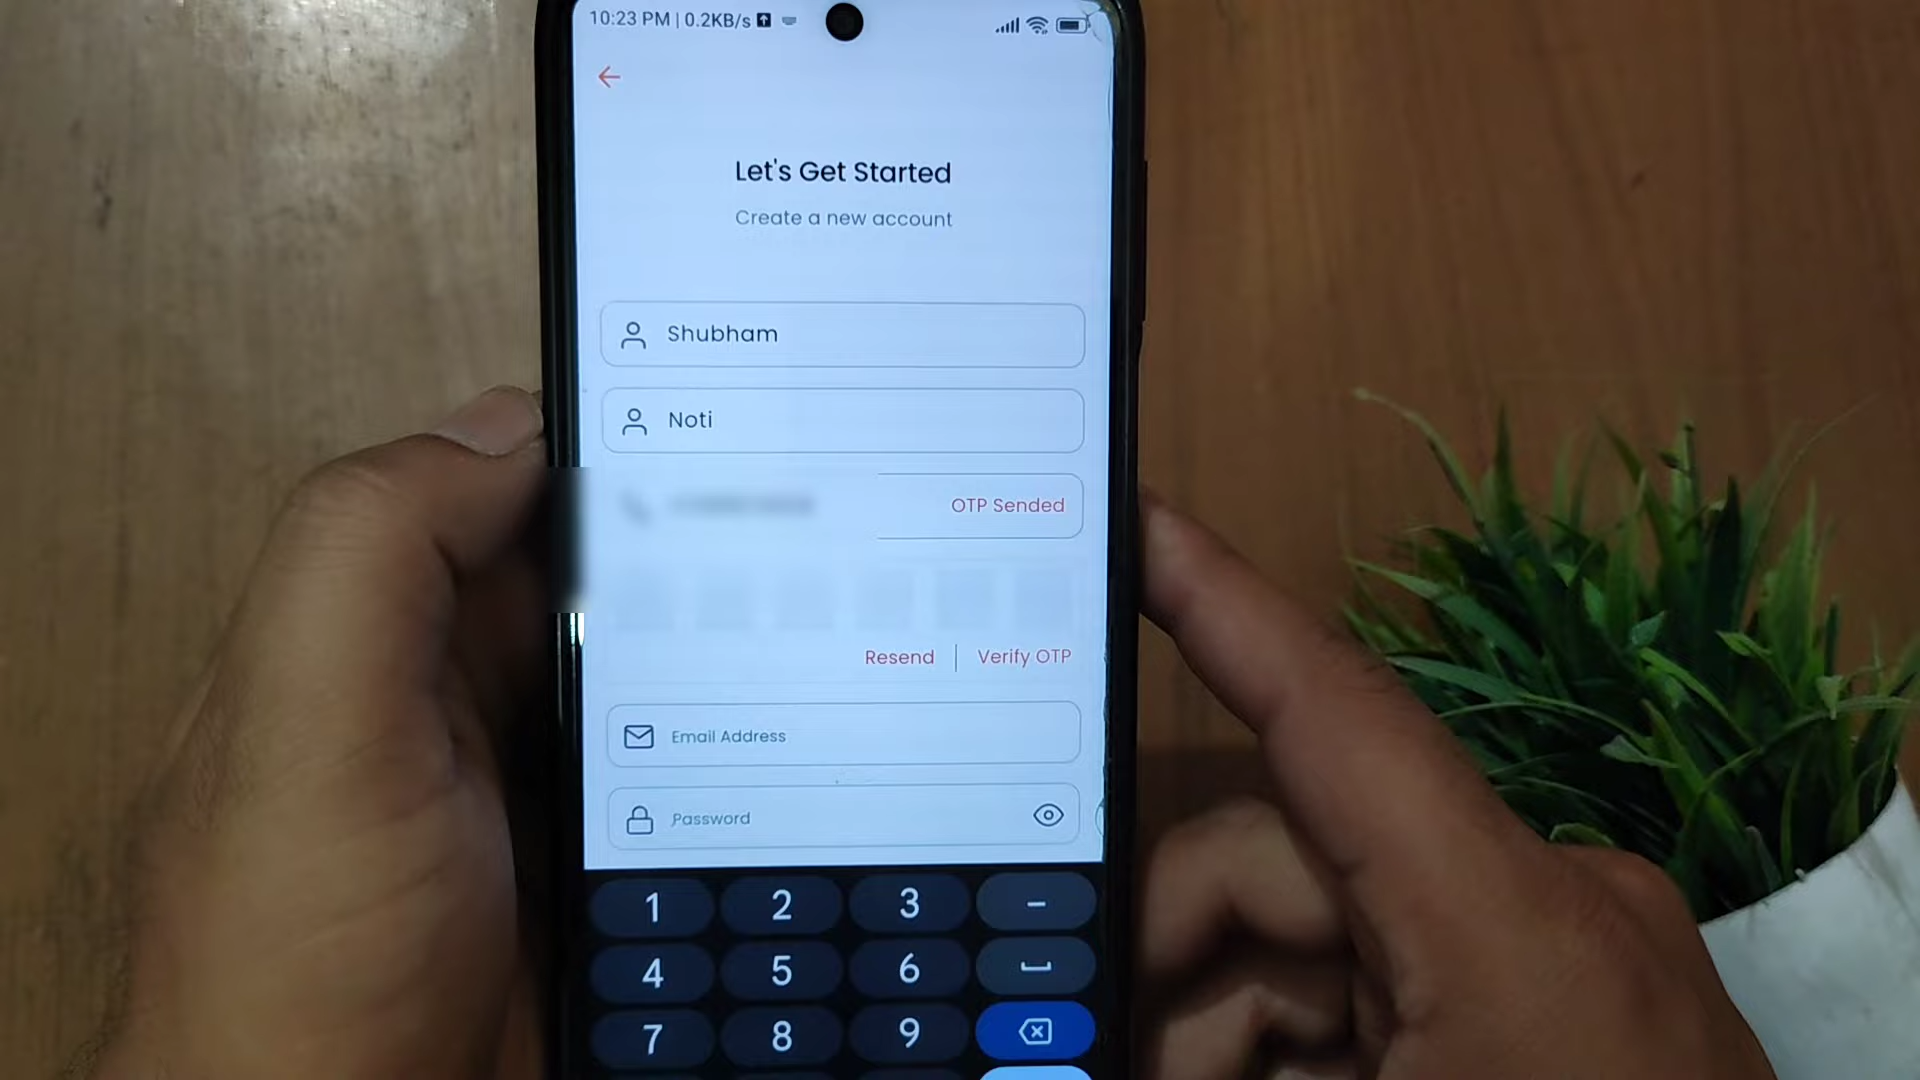 10:23 PM | 0.2KB/s
Let's Get Started
Create a new account
Shubham
Noti
OTP Sended
Resend | Verify OTP
Email Address
Password
1 2 3 -
4 5 6
7 8 9